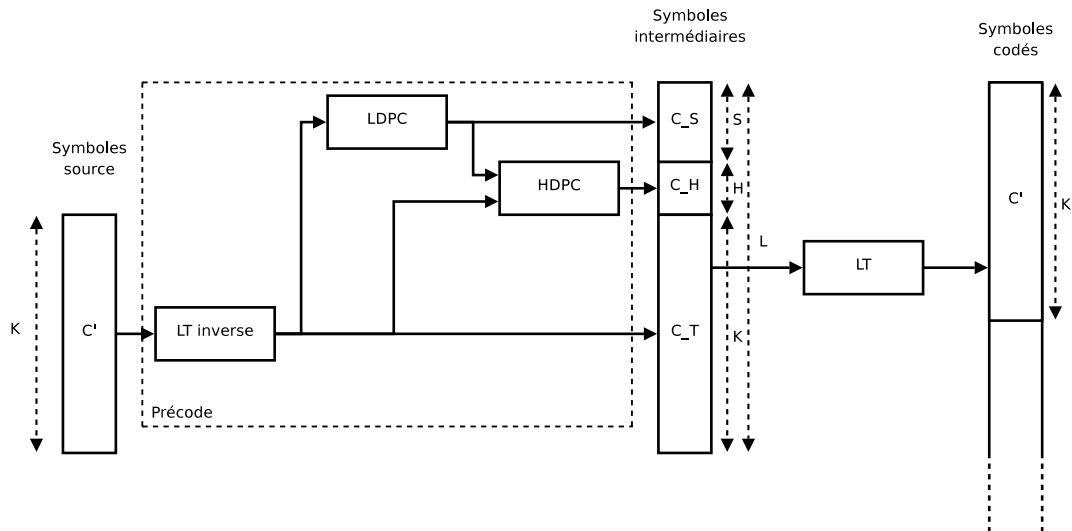 Symboles
source
K
C'
LT inverse
Précode
LDPC
HDPC
Symboles
intermédiaires
C_S
C_H
C_T
S
H
K
L
LT
Symboles
codés
C'
K